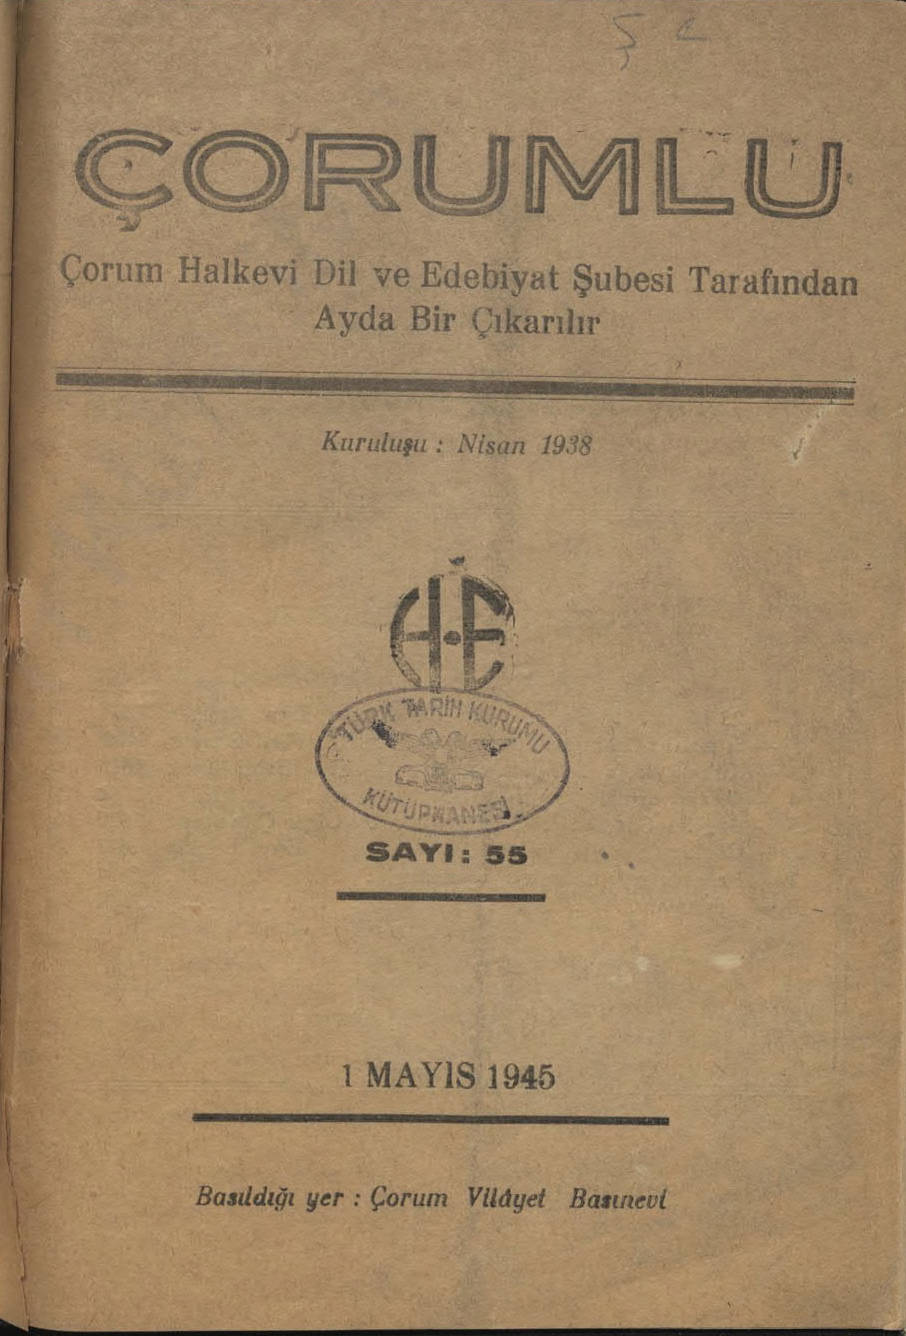 ÇORUMLU
Çorum Halkevi Dil ve Edebiyat Şubesi Tarafından
Ayda Bir Çıkarılır
Kuruluşu : Nisan 1938
H·E
TÜRK TARİH KURUMU
KÜTÜPHANESİ
SAYI: 55
1 MAYIS 1945
Basıldığı yer : Çorum Vilâyet Basınevi